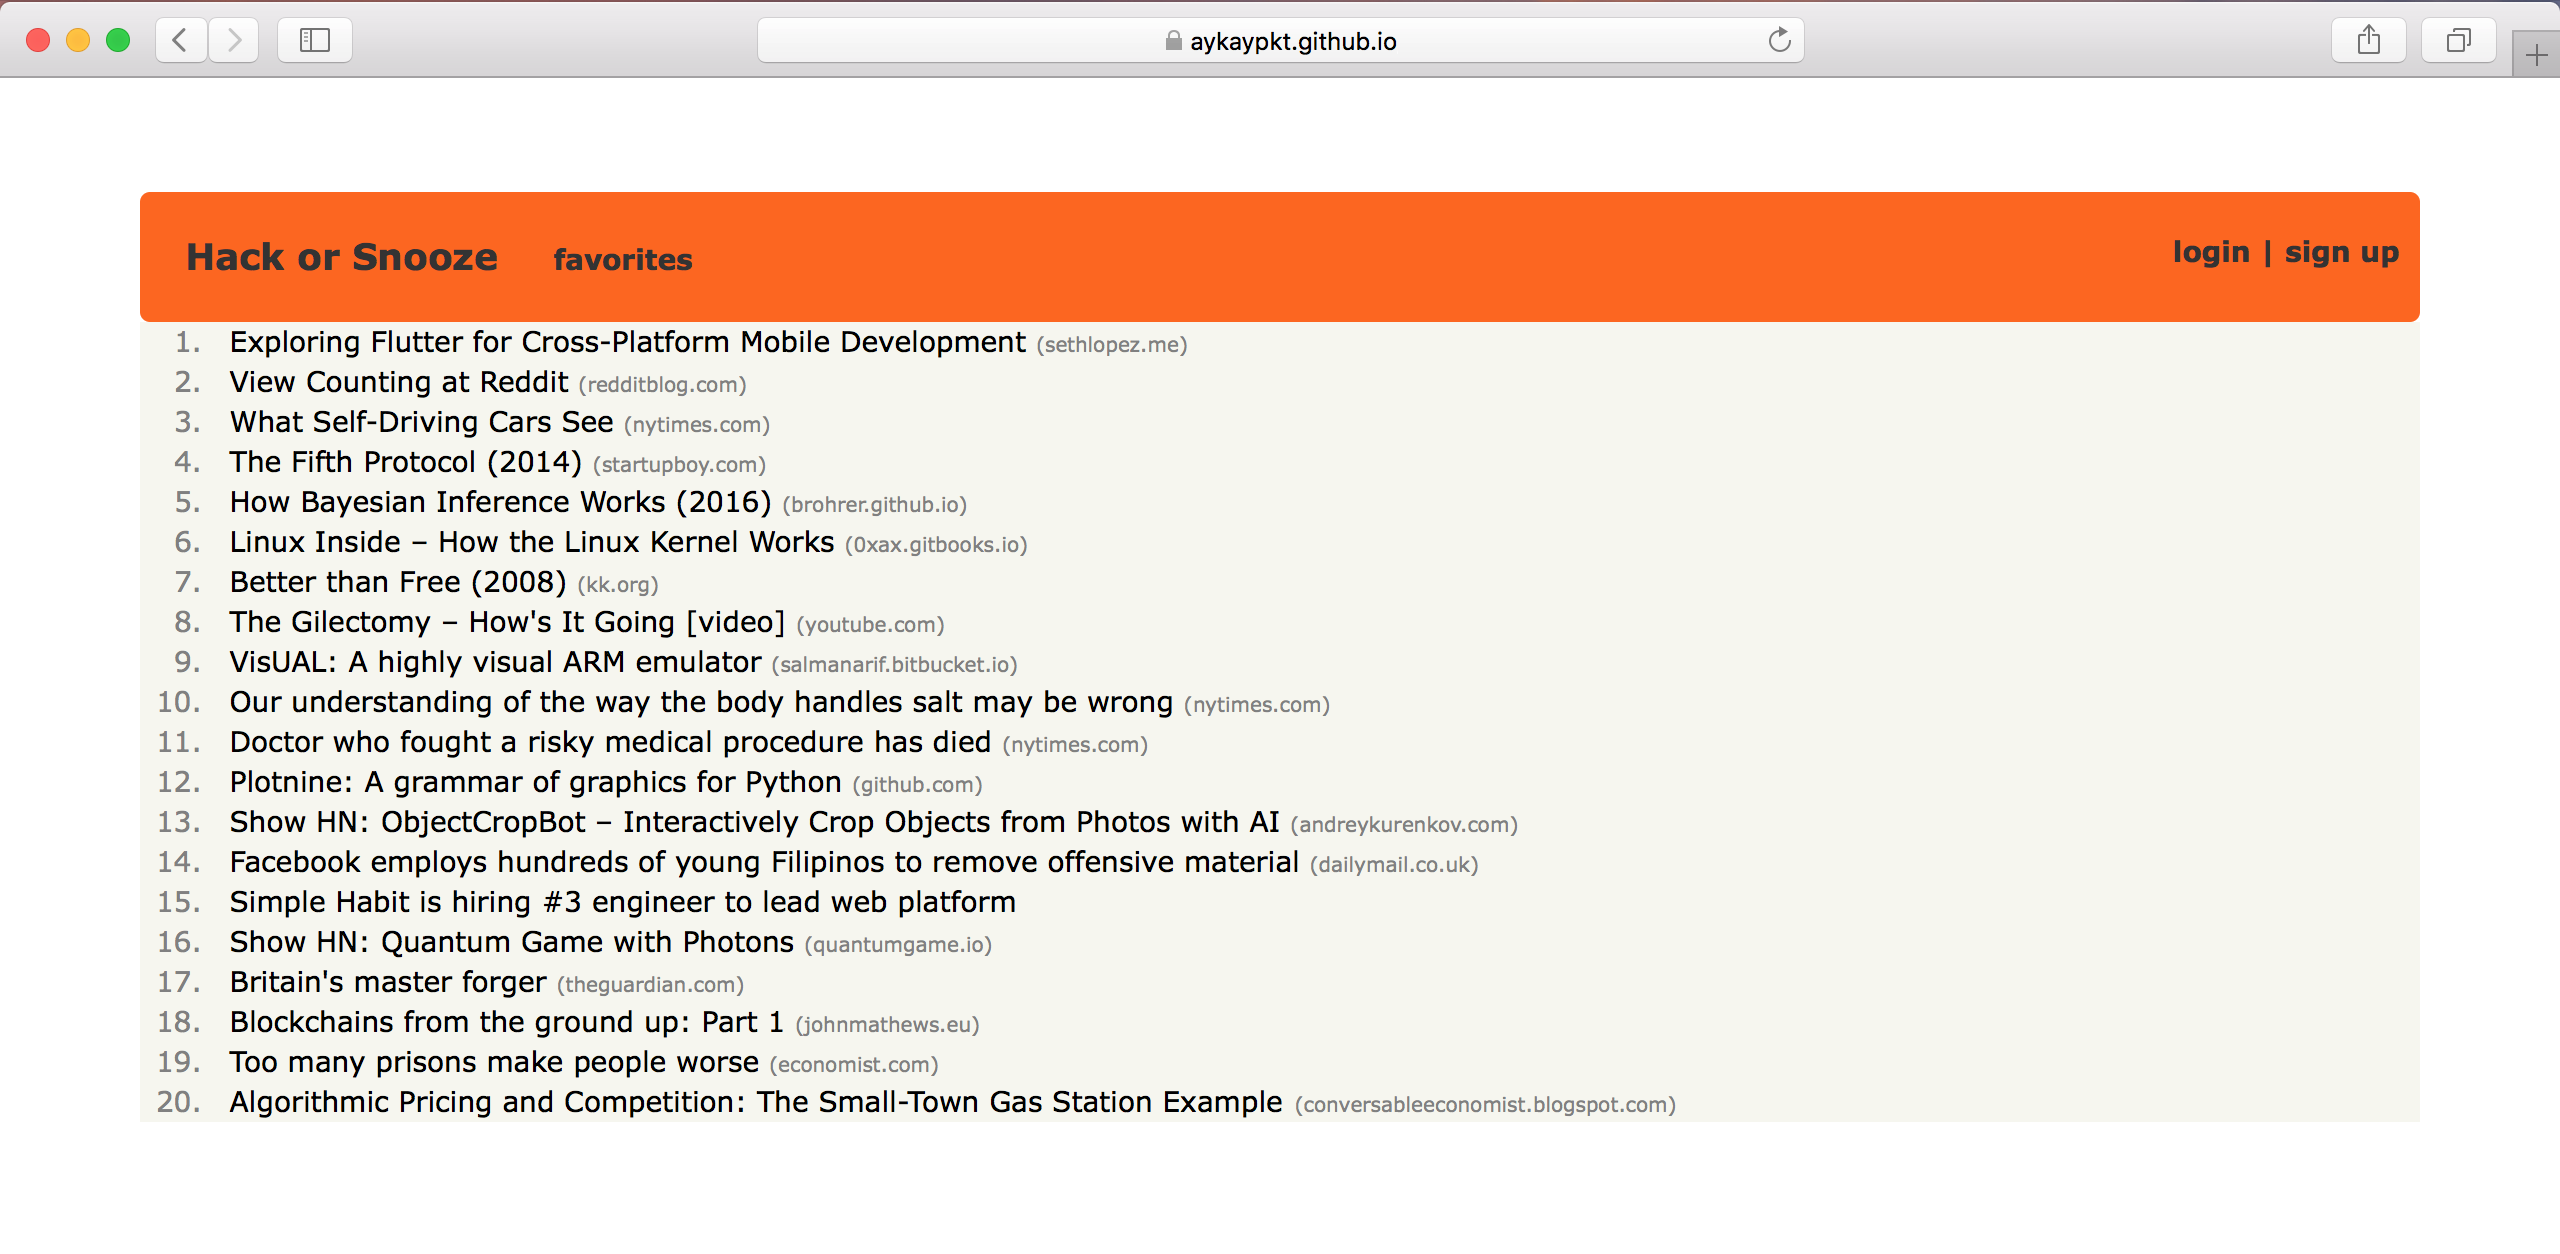 aykaypkt.github.io
Hack or Snooze favorites login | sign up
1. Exploring Flutter for Cross-Platform Mobile Development (sethlopez.me)
2. View Counting at Reddit (redditblog.com)
3. What Self-Driving Cars See (nytimes.com)
4. The Fifth Protocol (2014) (startupboy.com)
5. How Bayesian Inference Works (2016) (brohrer.github.io)
6. Linux Inside – How the Linux Kernel Works (0xax.gitbooks.io)
7. Better than Free (2008) (kk.org)
8. The Gilectomy – How's It Going [video] (youtube.com)
9. VisUAL: A highly visual ARM emulator (salmanarif.bitbucket.io)
10. Our understanding of the way the body handles salt may be wrong (nytimes.com)
11. Doctor who fought a risky medical procedure has died (nytimes.com)
12. Plotnine: A grammar of graphics for Python (github.com)
13. Show HN: ObjectCropBot – Interactively Crop Objects from Photos with AI (andreykurenkov.com)
14. Facebook employs hundreds of young Filipinos to remove offensive material (dailymail.co.uk)
15. Simple Habit is hiring #3 engineer to lead web platform
16. Show HN: Quantum Game with Photons (quantumgame.io)
17. Britain's master forger (theguardian.com)
18. Blockchains from the ground up: Part 1 (johnmathews.eu)
19. Too many prisons make people worse (economist.com)
20. Algorithmic Pricing and Competition: The Small-Town Gas Station Example (conversableeconomist.blogspot.com)